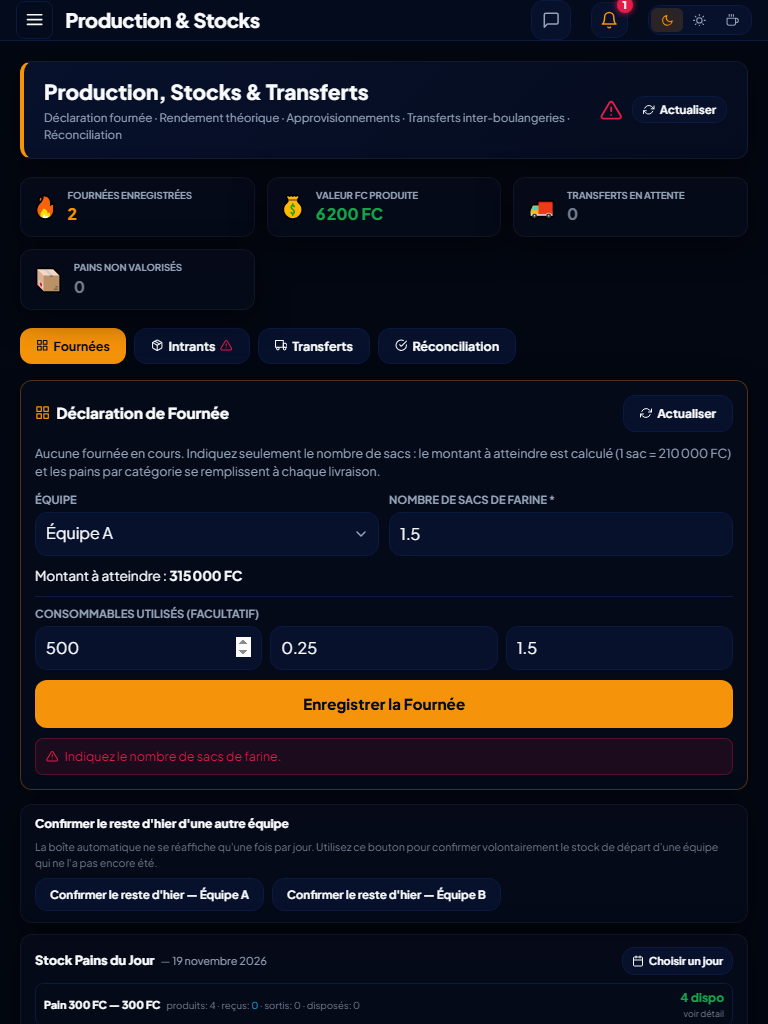 Production & Stocks
1
Production, Stocks & Transferts
Déclaration fournée · Rendement théorique · Approvisionnements · Transferts inter-boulangeries ·
Réconciliation
Actualiser
FOURNÉES ENREGISTRÉES
2
VALEUR FC PRODUITE
6 200 FC
TRANSFERTS EN ATTENTE
0
PAINS NON VALORISÉS
0
Fournées
Intrants
Transferts
Réconciliation
Déclaration de Fournée
Actualiser
Aucune fournée en cours. Indiquez seulement le nombre de sacs : le montant à atteindre est calculé (1 sac = 210 000 FC)
et les pains par catégorie se remplissent à chaque livraison.
ÉQUIPE
NOMBRE DE SACS DE FARINE *
Équipe A
1.5
Montant à atteindre : 315 000 FC
CONSOMMABLES UTILISÉS (FACULTATIF)
500
0.25
1.5
Enregistrer la Fournée
Indiquez le nombre de sacs de farine.
Confirmer le reste d'hier d'une autre équipe
La boîte automatique ne se réaffiche qu'une fois par jour. Utilisez ce bouton pour confirmer volontairement le stock de départ d'une équipe
qui ne l'a pas encore été.
Confirmer le reste d'hier — Équipe A
Confirmer le reste d'hier — Équipe B
Stock Pains du Jour — 19 novembre 2026
Choisir un jour
Pain 300 FC — 300 FC produits: 4 · reçus: 0 · sortis: 0 · disposés: 0
4 dispo
voir détail